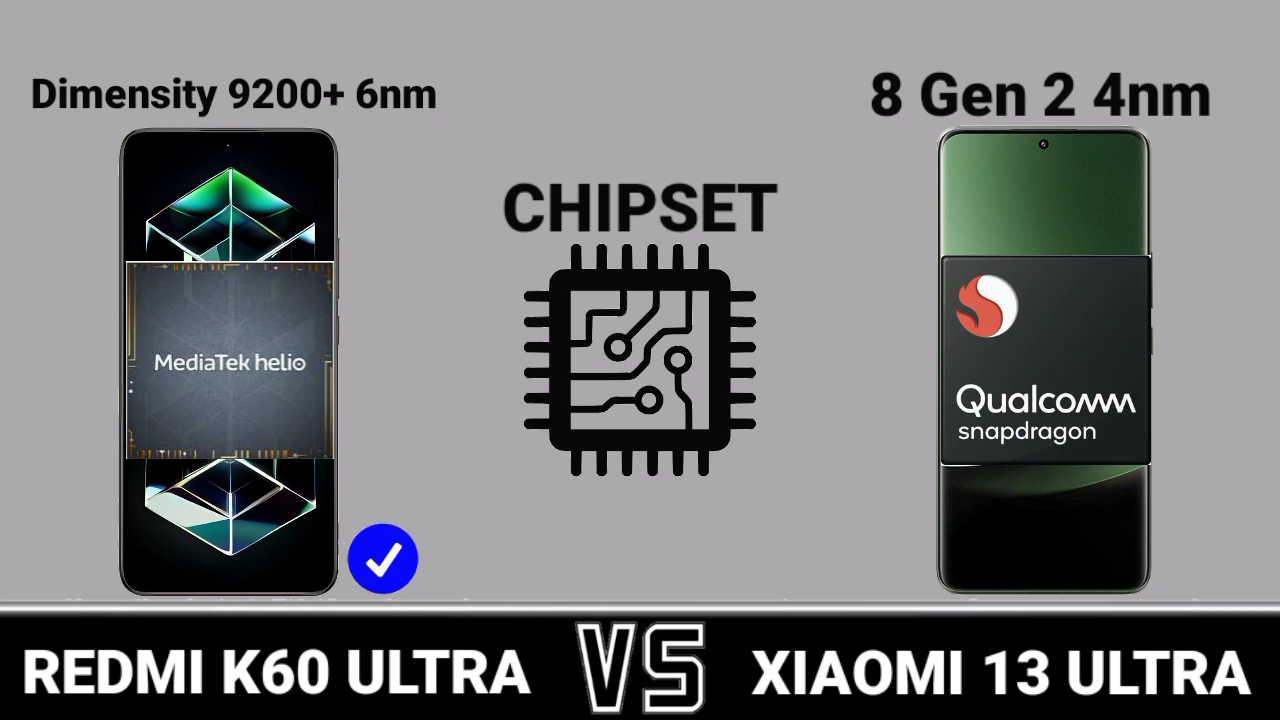 Dimensity 9200+ 6nm
8 Gen 2 4nm
CHIPSET
MediaTek helio
Qualcomm
snapdragon
REDMI K60 ULTRA
VS
XIAOMI 13 ULTRA